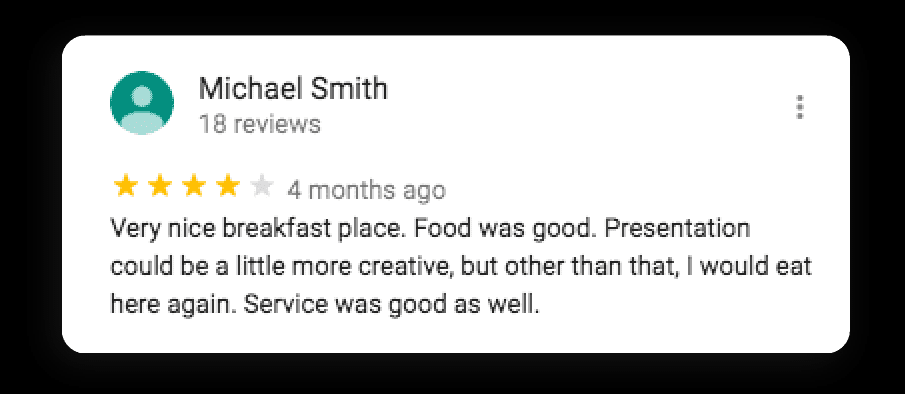 Michael Smith
18 reviews
4 months ago
Very nice breakfast place. Food was good. Presentation
could be a little more creative, but other than that, I would eat
here again. Service was good as well.